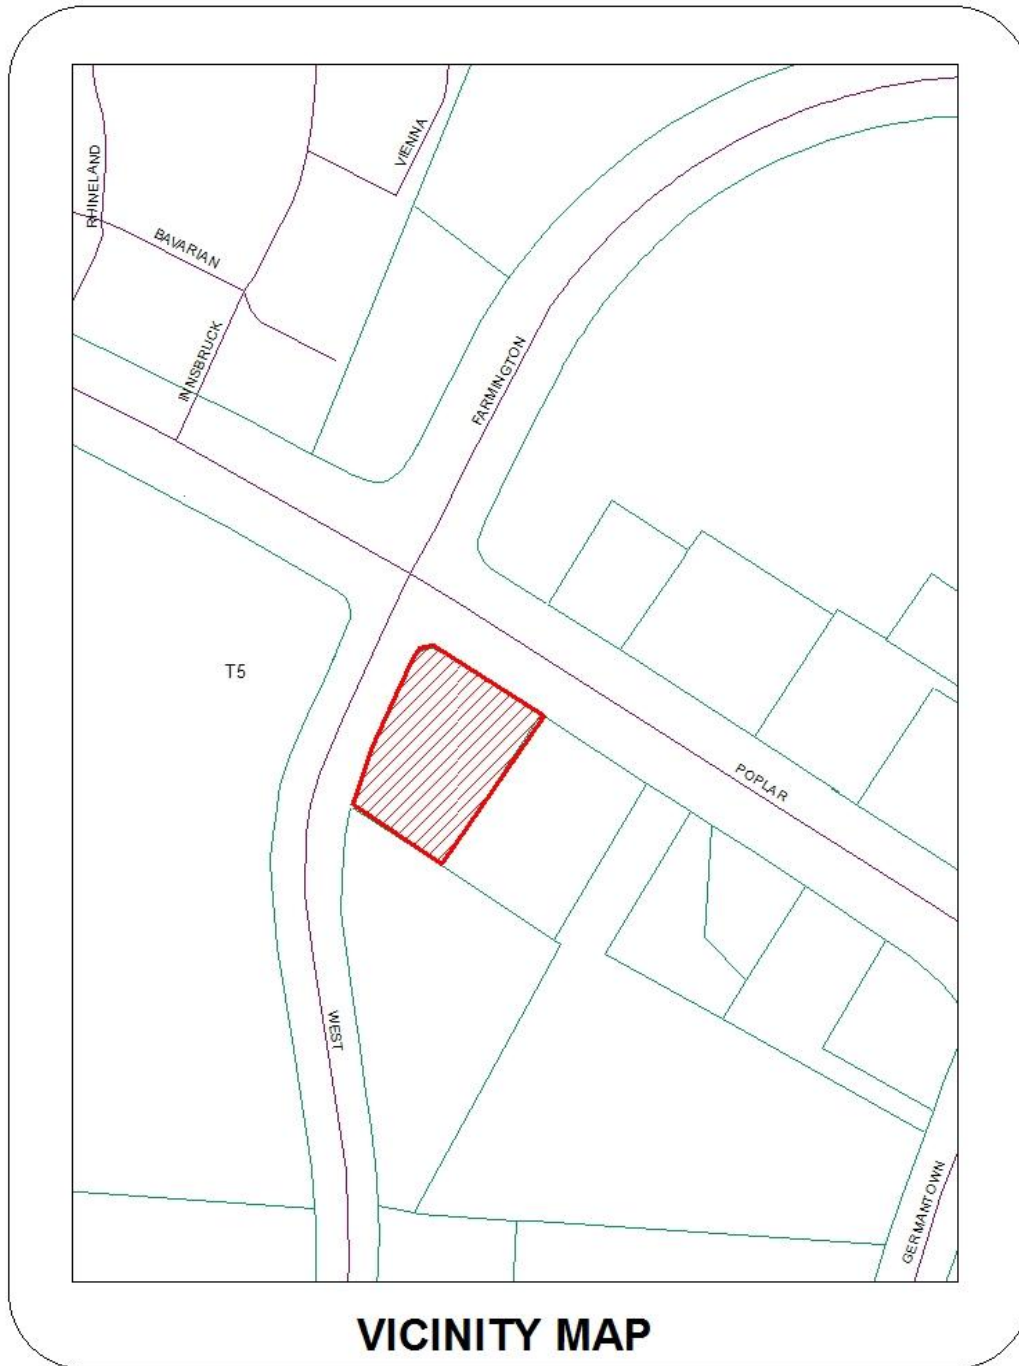 VIENNA
RHINELAND
BAVARIAN
INNSBRUCK
FARMINGTON
T5
POPLAR
WEST
GERMANTOWN
VICINITY MAP